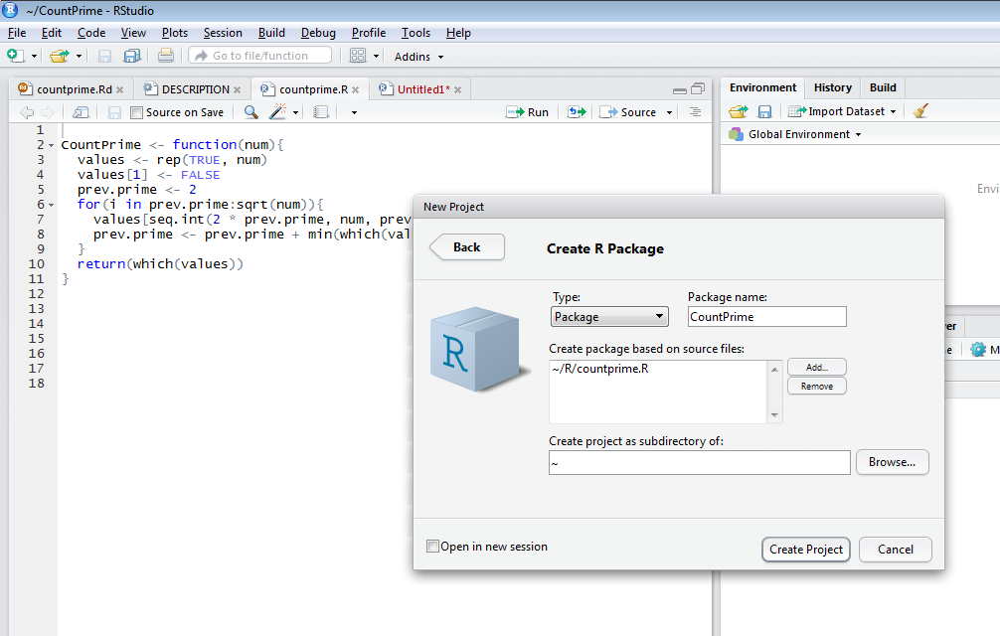 ~/CountPrime - RStudio
File Edit Code View Plots Session Build Debug Profile Tools Help
Go to file/function Addins
countprime.Rd DESCRIPTION countprime.R Untitled1* Environment History Build
Source on Save Run Source Import Dataset
Global Environment
1
2 CountPrime <- function(num){
3 values <- rep(TRUE, num)
4 values[1] <- FALSE
5 prev.prime <- 2
6 for(i in prev.prime:sqrt(num)){
7 values[seq.int(2 * prev.prime, num, prev
8 prev.prime <- prev.prime + min(which(val
9 }
10 return(which(values))
11 }
12
13
14
15
16
17
18
Envi
New Project
Back Create R Package
Type: Package name:
Package CountPrime
R
Create package based on source files:
~/R/countprime.R Add...
Remove
Create project as subdirectory of:
~ Browse...
Open in new session Create Project Cancel
er
e M